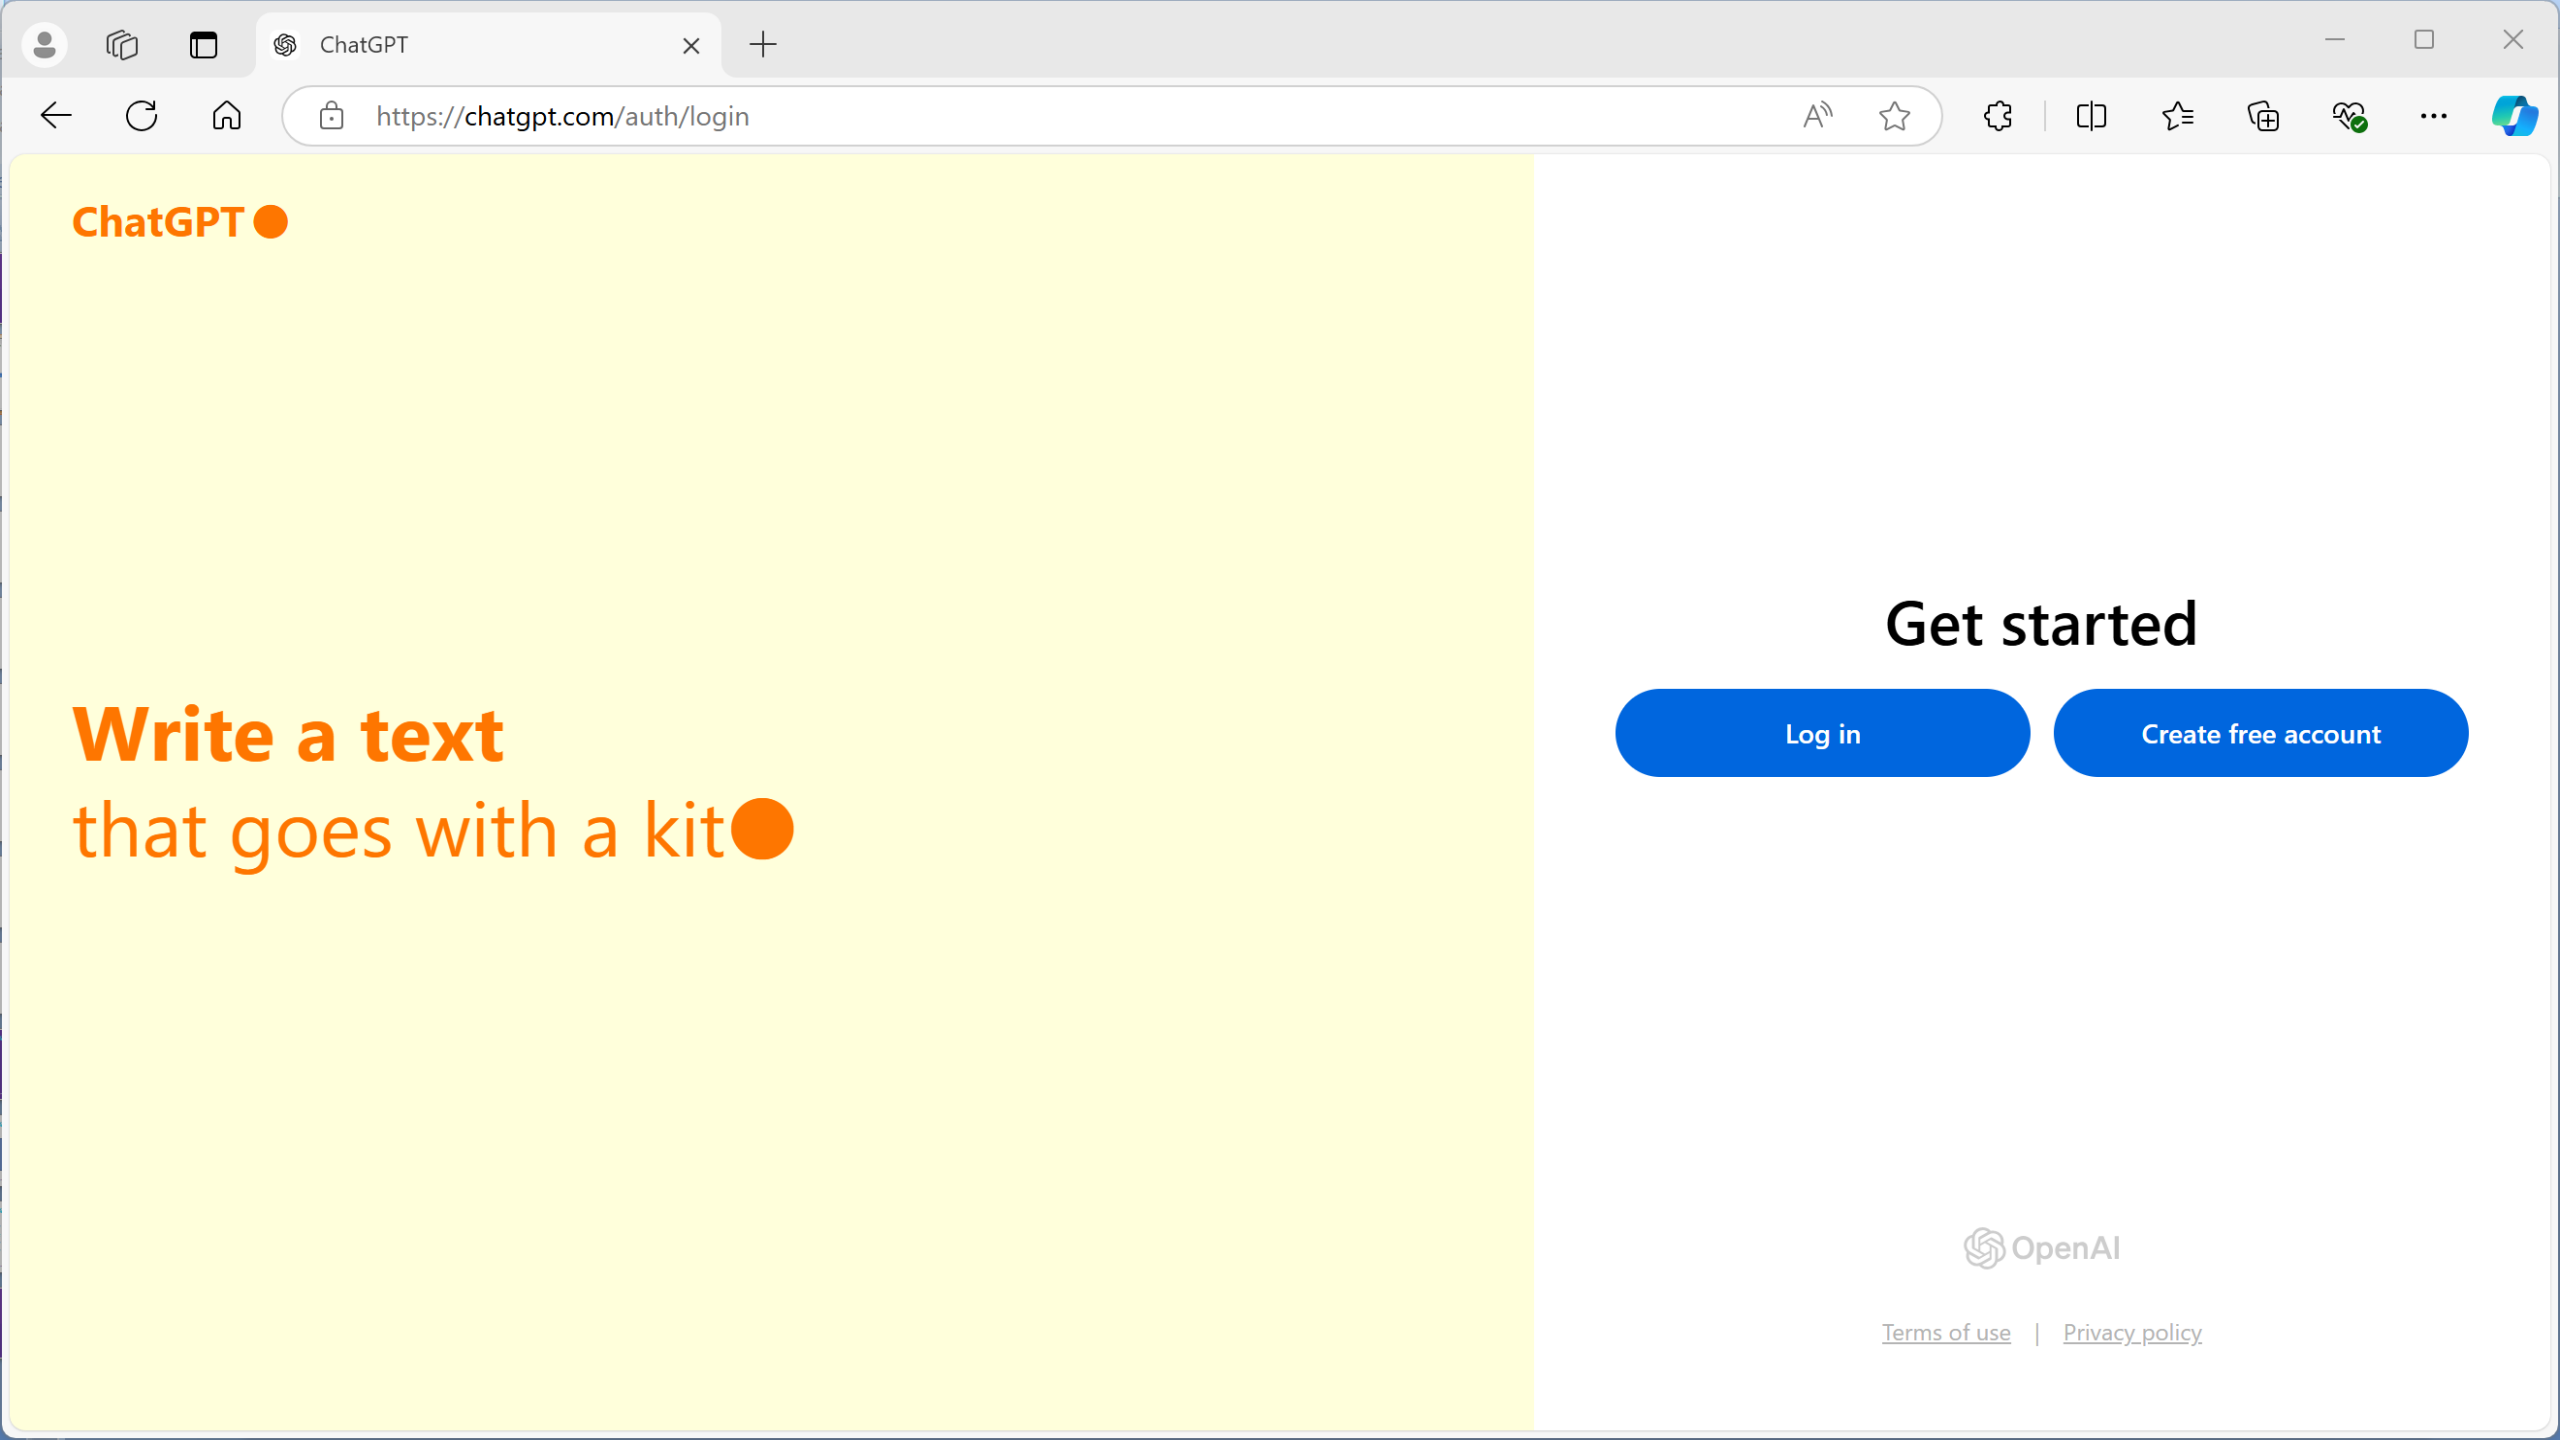 ChatGPT
https://chatgpt.com/auth/login
ChatGPT
Write a text
that goes with a kit
Get started
Log in
Create free account
OpenAI
Terms of use | Privacy policy